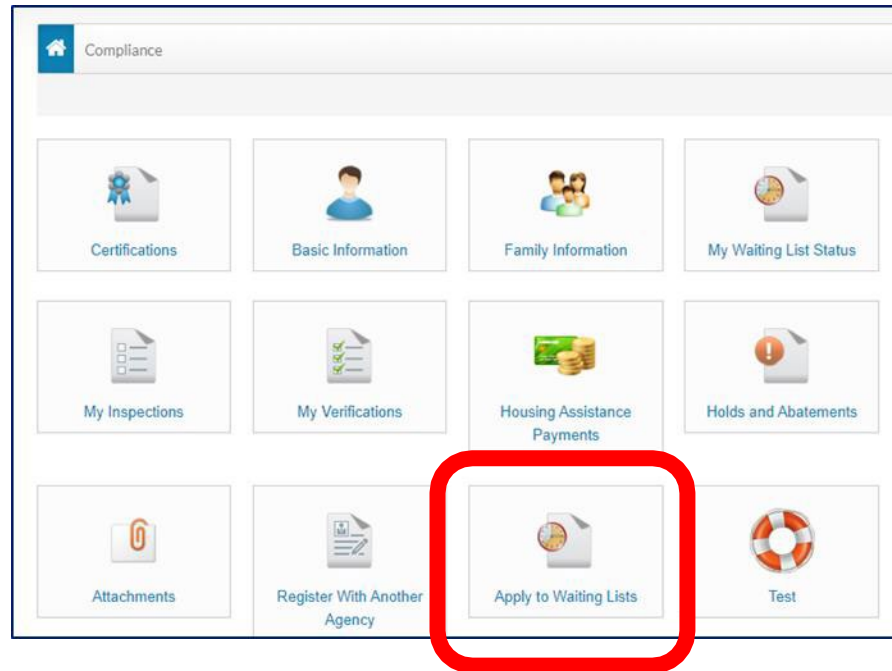 Compliance
Certifications
Basic Information
Family Information
My Waiting List Status
My Inspections
My Verifications
Housing Assistance
Payments
Holds and Abatements
Attachments
Register With Another
Agency
Apply to Waiting Lists
Test